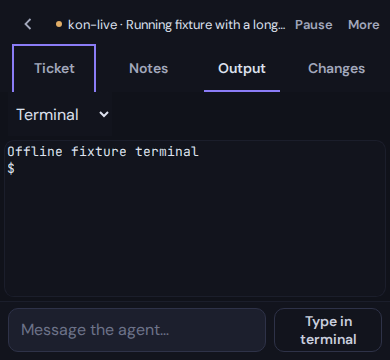 kon-live · Running fixture with a long… Pause More
Ticket Notes Output Changes
Terminal
Offline fixture terminal
$
Message the agent…
Type in
terminal